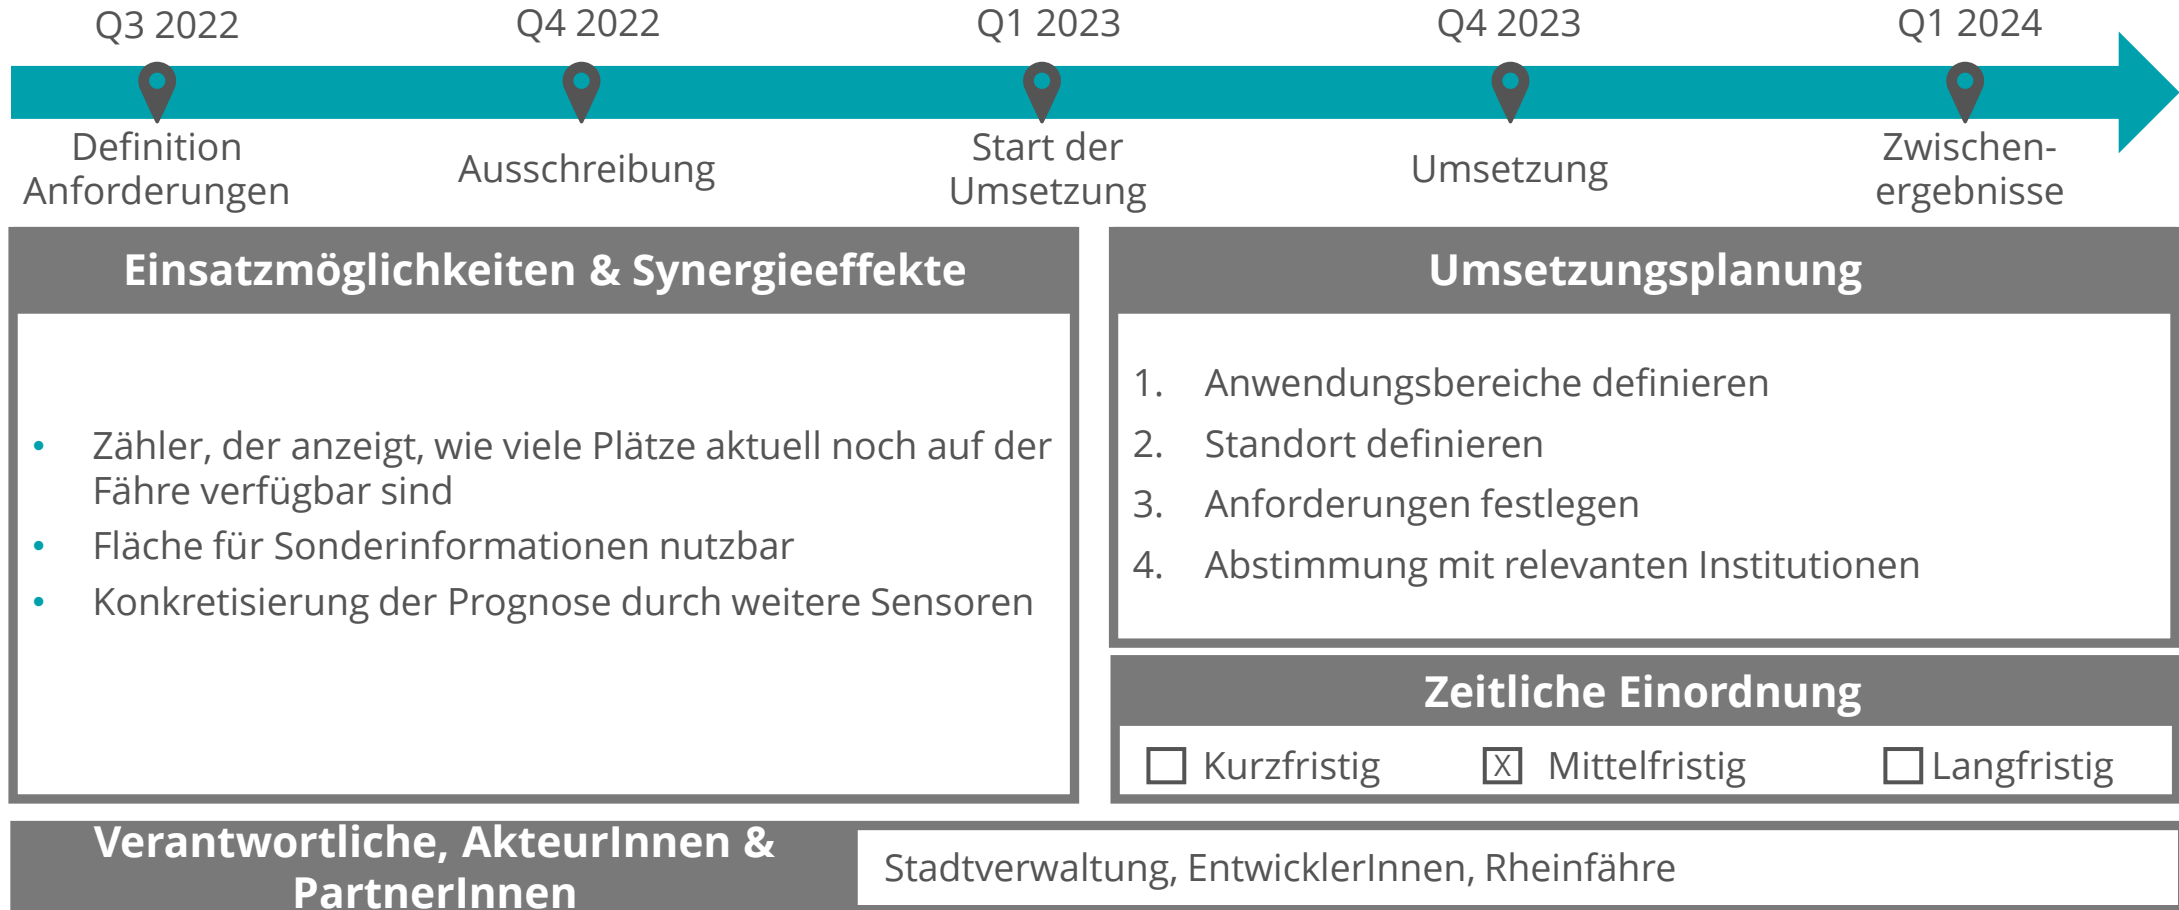 Q3 2022
Q4 2022
Q1 2023
Q4 2023
Q1 2024
Definition
Anforderungen
Ausschreibung
Start der
Umsetzung
Umsetzung
Zwischen-
ergebnisse
Einsatzmöglichkeiten & Synergieeffekte
• Zähler, der anzeigt, wie viele Plätze aktuell noch auf der
Fähre verfügbar sind
• Fläche für Sonderinformationen nutzbar
• Konkretisierung der Prognose durch weitere Sensoren
Umsetzungsplanung
1. Anwendungsbereiche definieren
2. Standort definieren
3. Anforderungen festlegen
4. Abstimmung mit relevanten Institutionen
Zeitliche Einordnung
Kurzfristig
X Mittelfristig
Langfristig
Verantwortliche, AkteurInnen &
PartnerInnen
Stadtverwaltung, EntwicklerInnen, Rheinfähre